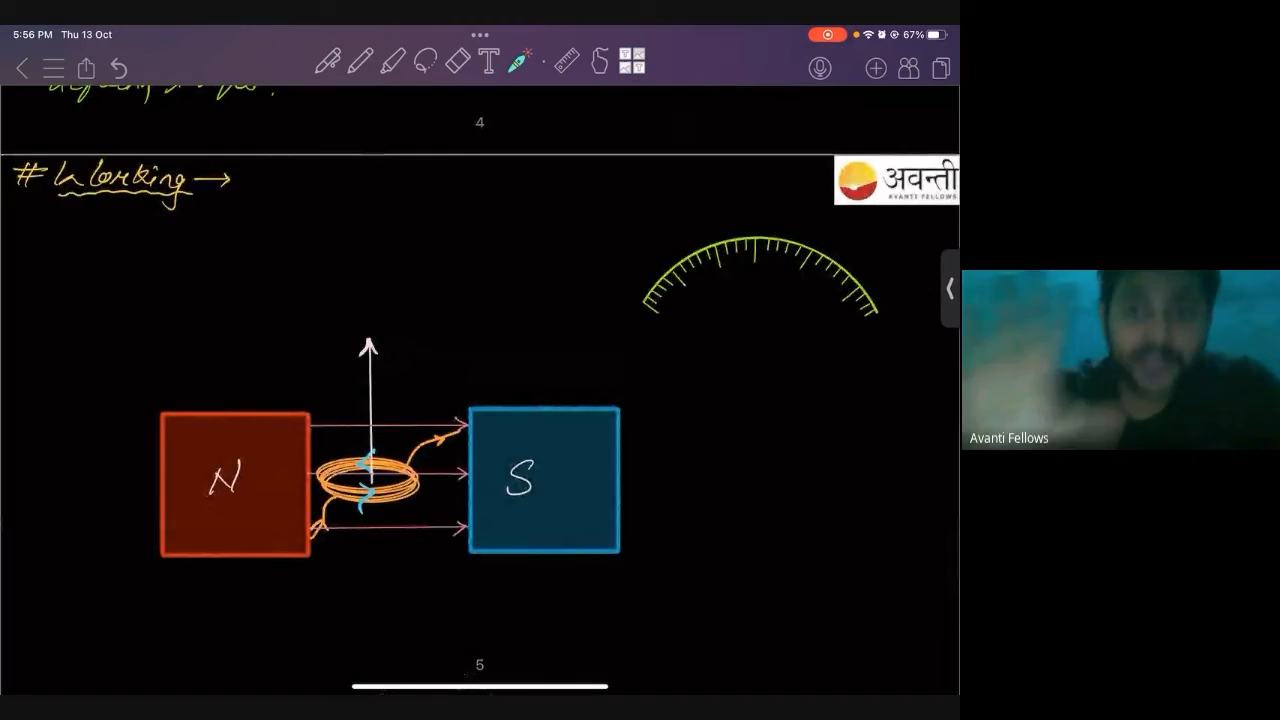 5:56 PM Thu 13 Oct
67%
4
# Working →
अवन्ती
AVANTI FELLOWS
N
S
Avanti Fellows
5